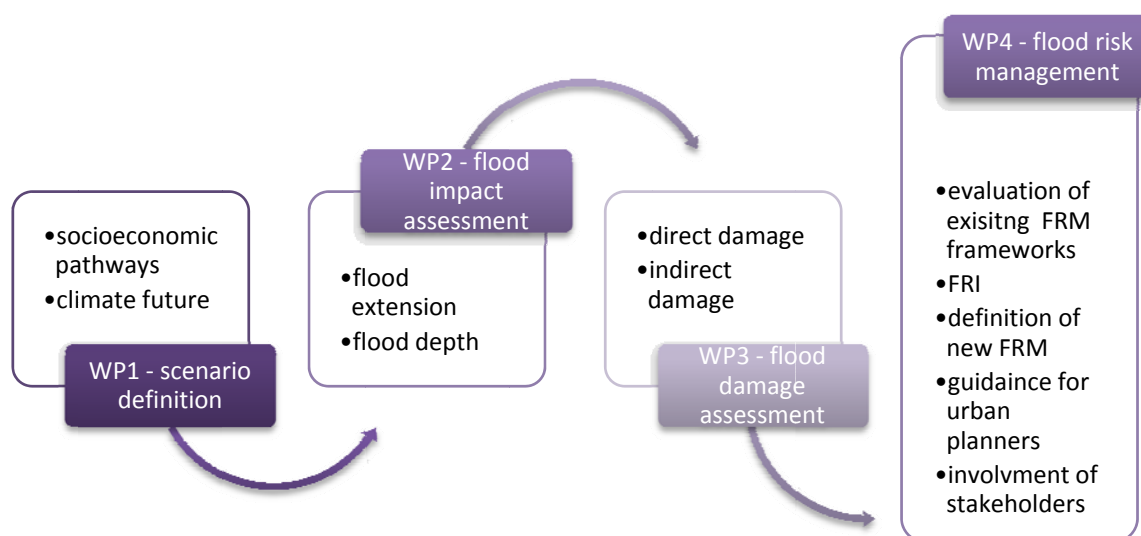 •socioeconomic
pathways
•climate future
WP1 - scenario
definition
WP2 - flood
impact
assessment
•flood
extension
•flood depth
•direct damage
•indirect
damage
WP3 - flood
damage
assessment
WP4 - flood risk
management
•evaluation of
exisitng FRM
frameworks
•FRI
•definition of
new FRM
•guidaince for
urban
planners
•involvment of
stakeholders